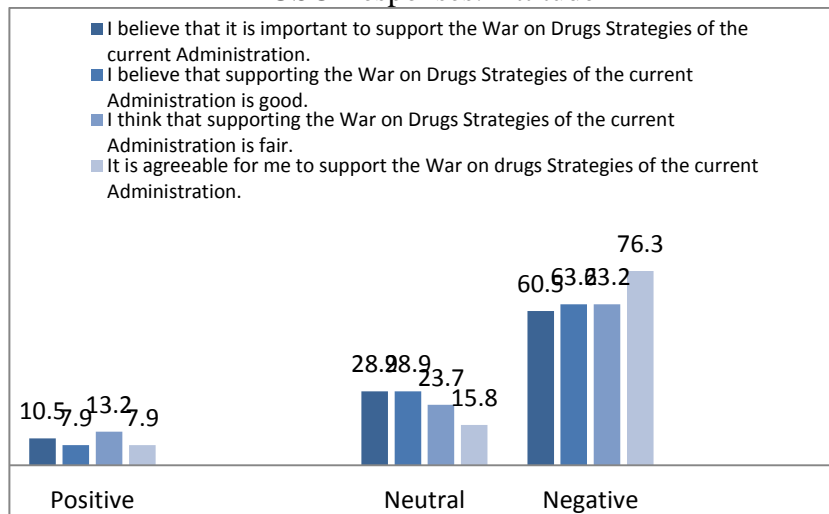 I believe that it is important to support the War on Drugs Strategies of the
current Administration.
I believe that supporting the War on Drugs Strategies of the current
Administration is good.
I think that supporting the War on Drugs Strategies of the current
Administration is fair.
It is agreeable for me to support the War on drugs Strategies of the current
Administration.
10.5 7.9 13.2 7.9
28.9 28.9 23.7 15.8
60.5 63.2 76.3
Positive Neutral Negative